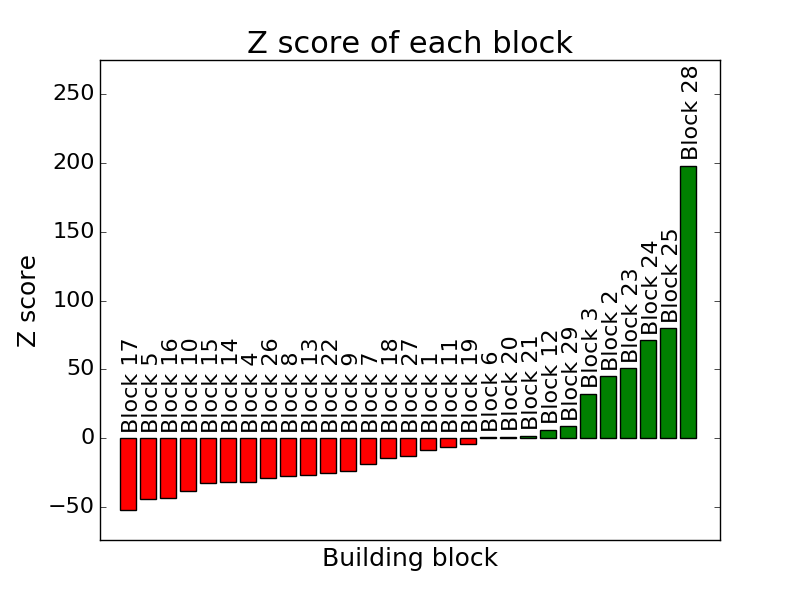 Z score of each block
250
200
150
100
50
0
−50
Z score
Block 17
Block 5
Block 16
Block 10
Block 15
Block 14
Block 4
Block 26
Block 8
Block 13
Block 22
Block 9
Block 7
Block 18
Block 27
Block 1
Block 11
Block 19
Block 6
Block 20
Block 21
Block 12
Block 29
Block 3
Block 2
Block 23
Block 24
Block 25
Block 28
Building block